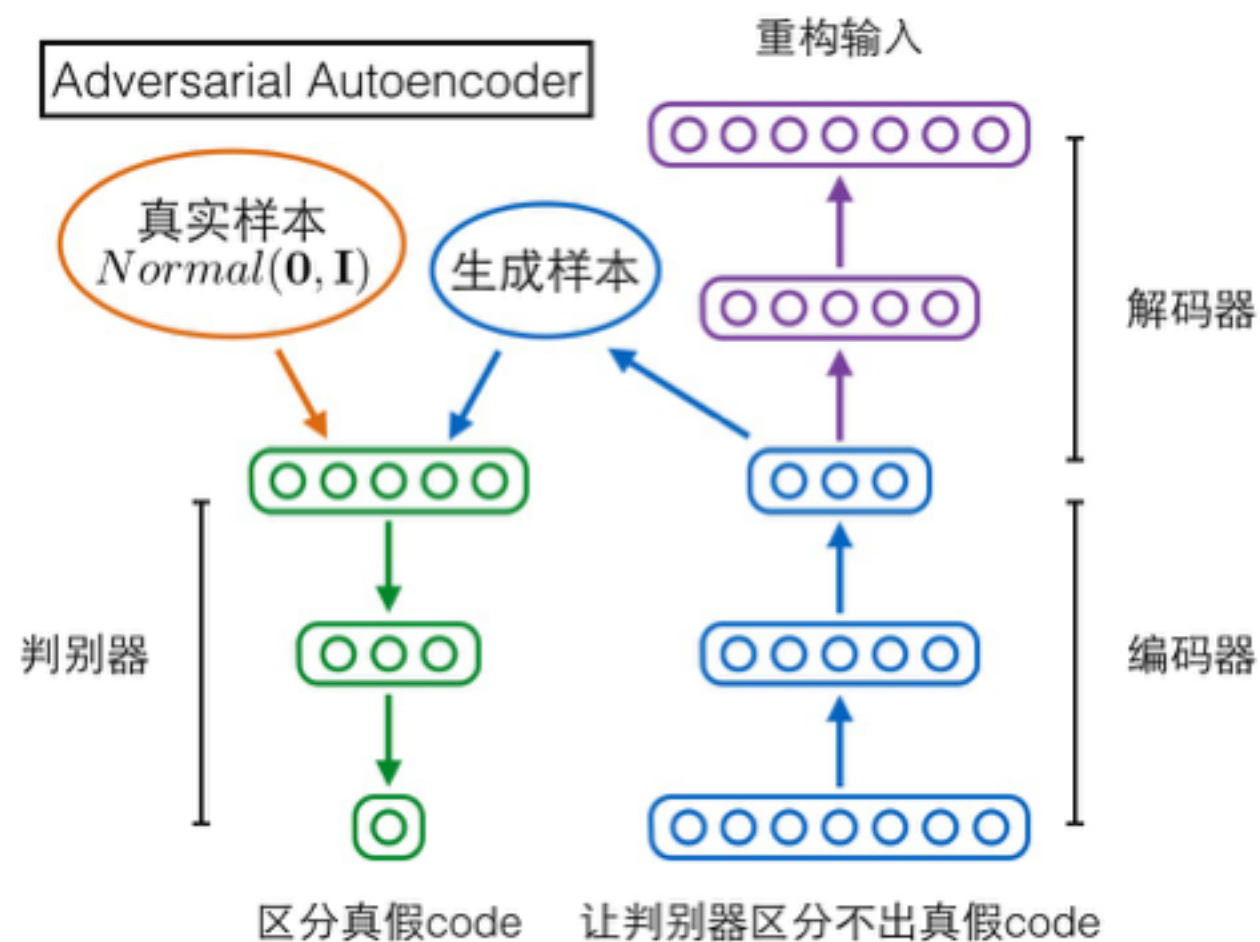 重构输入
Adversarial Autoencoder
真实样本
Normal(0, I)
生成样本
解码器
判别器
编码器
区分真假code
让判别器区分不出真假code